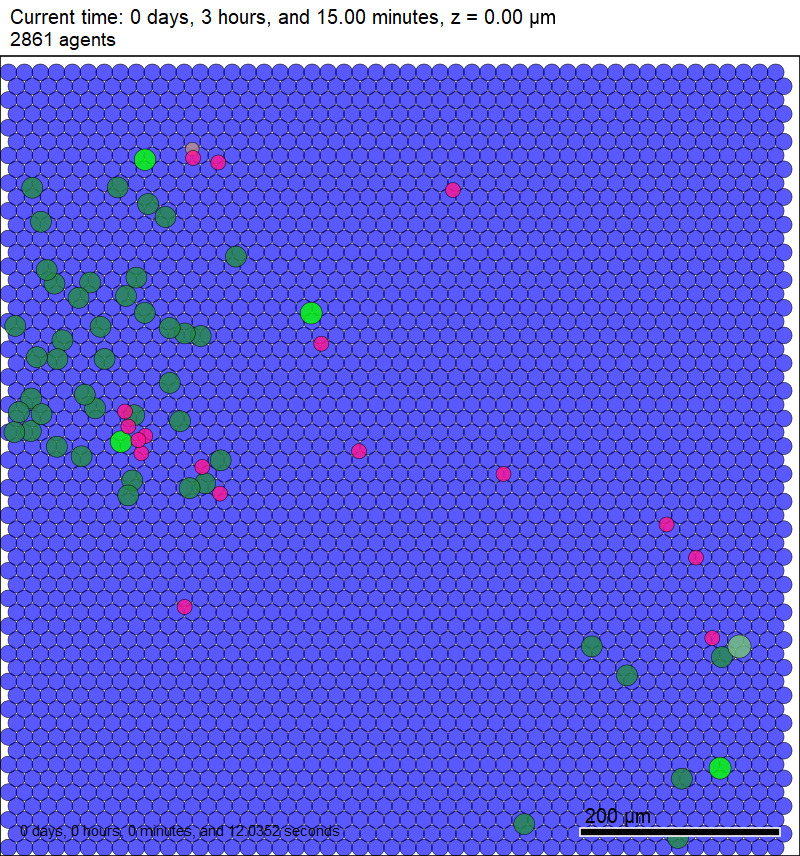 Current time: 0 days, 3 hours, and 15.00 minutes, z = 0.00 μm
2861 agents
200 μm
0 days, 0 hours, 0 minutes, and 12.0352 seconds